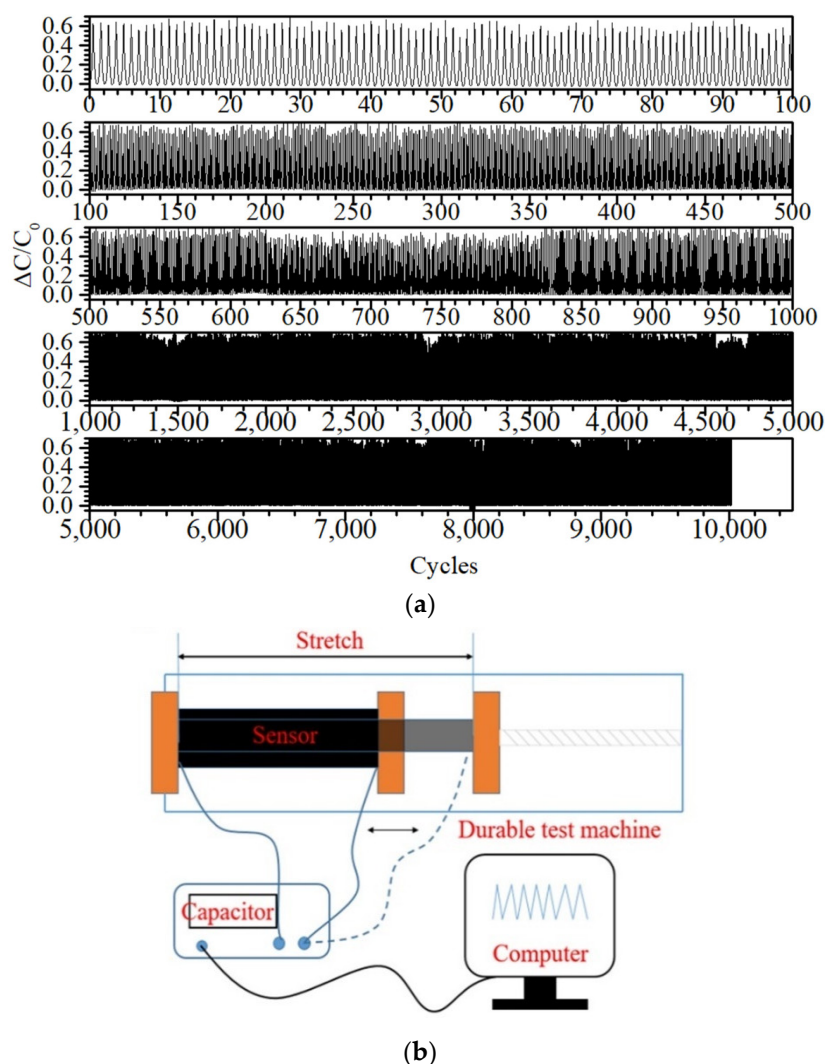 0.6
0.4
0.2
0.0
0 10 20 30 40 50 60 70 80 90 100
0.6
0.4
0.2
0.0
100 150 200 250 300 350 400 450 500
ΔC/C0
0.6
0.4
0.2
0.0
500 550 600 650 700 750 800 850 900 950 1000
0.6
0.4
0.2
0.0
1,000 1,500 2,000 2,500 3,000 3,500 4,000 4,500 5,000
0.6
0.4
0.2
0.0
5,000 6,000 7,000 8,000 9,000 10,000
Cycles
(a)
Stretch
Sensor
Durable test machine
Capacitor
Computer
(b)